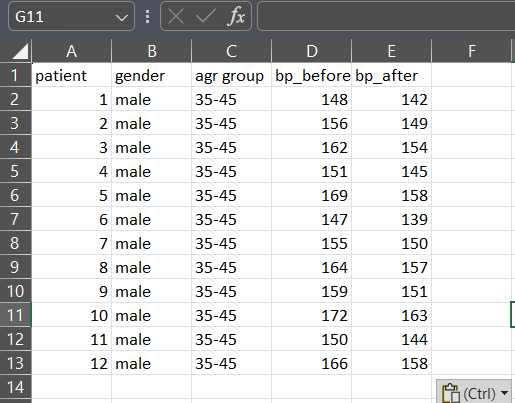 G11 fx
A B C D E F
1 patient gender agr group bp_before bp_after
2 1 male 35-45 148 142
3 2 male 35-45 156 149
4 3 male 35-45 162 154
5 4 male 35-45 151 145
6 5 male 35-45 169 158
7 6 male 35-45 147 139
8 7 male 35-45 155 150
9 8 male 35-45 164 157
10 9 male 35-45 159 151
11 10 male 35-45 172 163
12 11 male 35-45 150 144
13 12 male 35-45 166 158
14
(Ctrl)